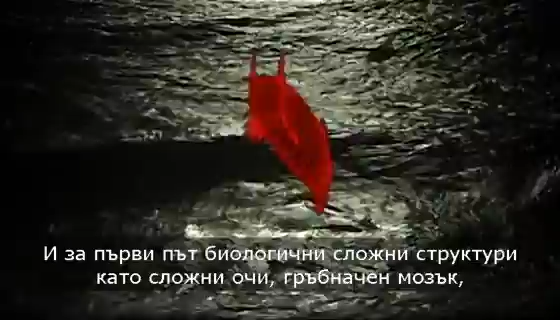 И за първи път биологични сложни структури
като сложни очи, гръбначен мозък,